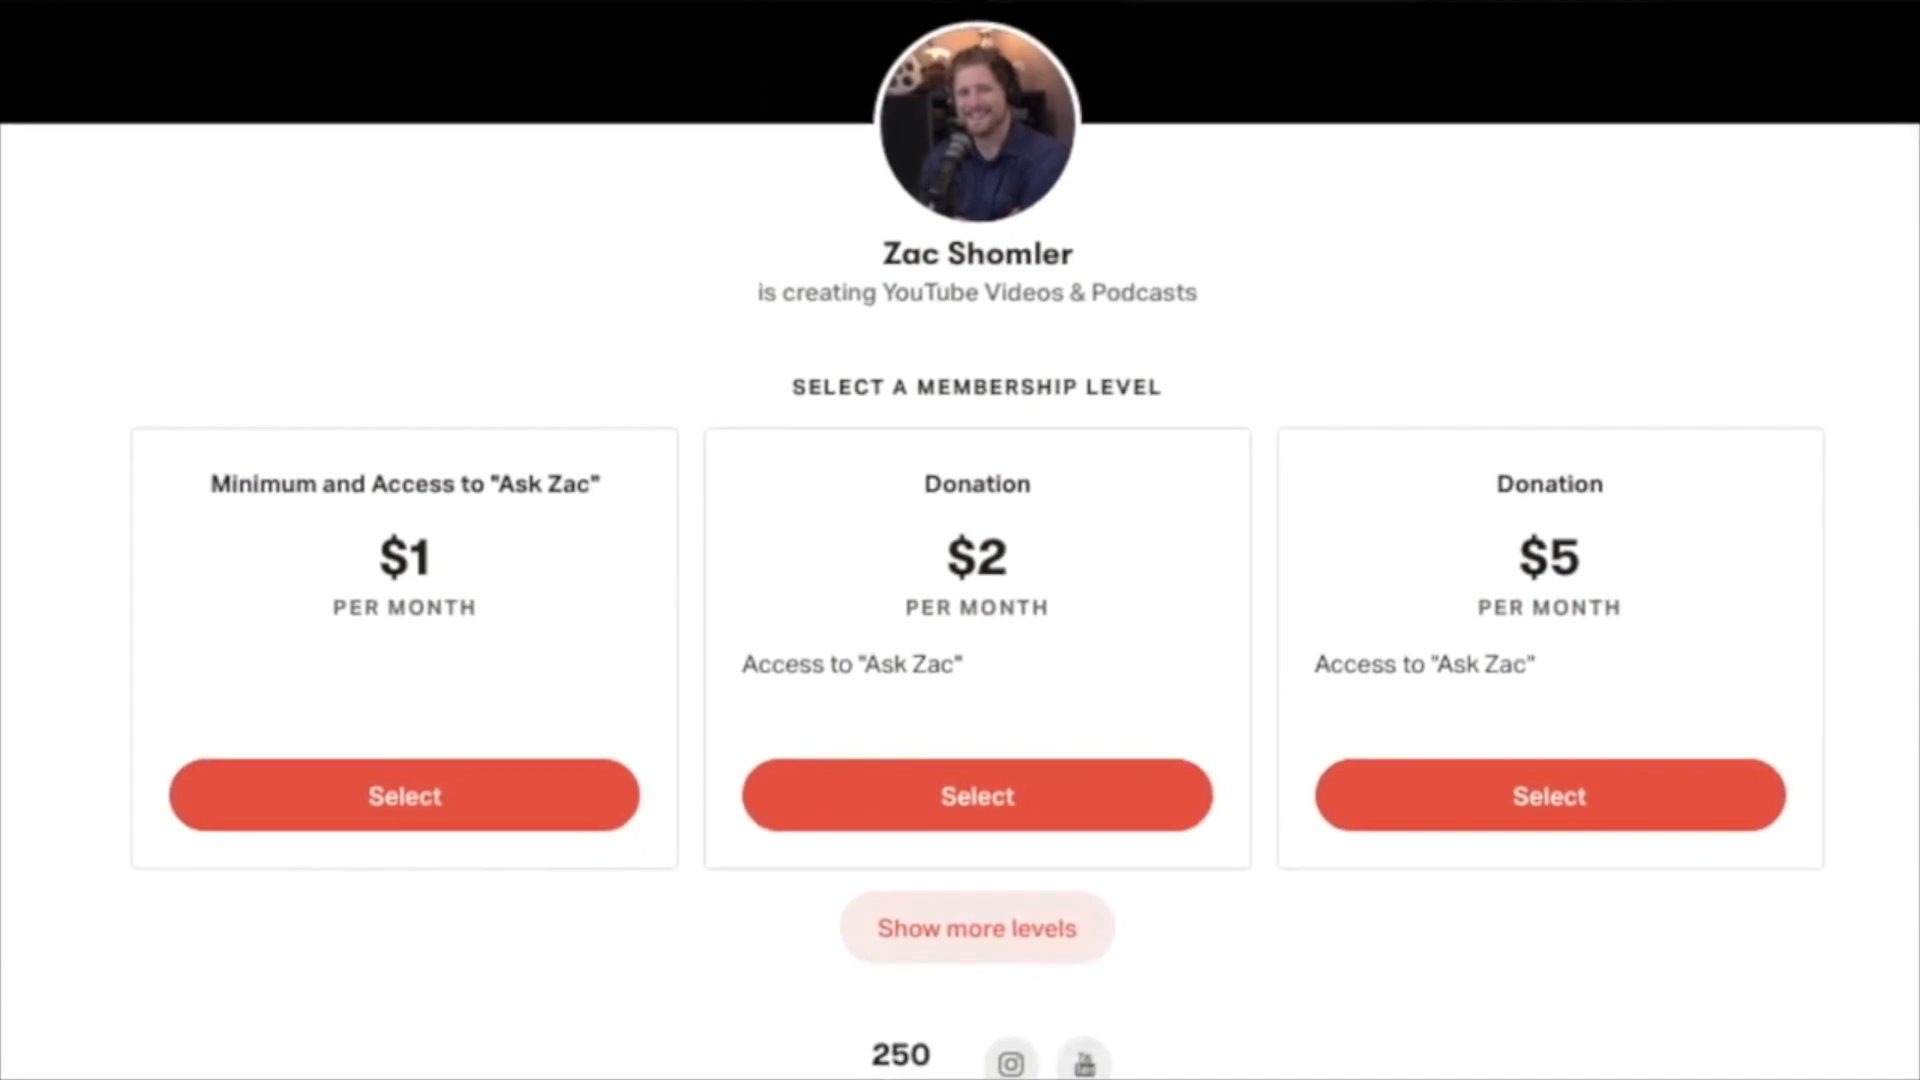 Zac Shomler
is creating YouTube Videos & Podcasts
SELECT A MEMBERSHIP LEVEL
Minimum and Access to "Ask Zac"
$1
PER MONTH
Select
Donation
$2
PER MONTH
Access to "Ask Zac"
Select
Donation
$5
PER MONTH
Access to "Ask Zac"
Select
Show more levels
250